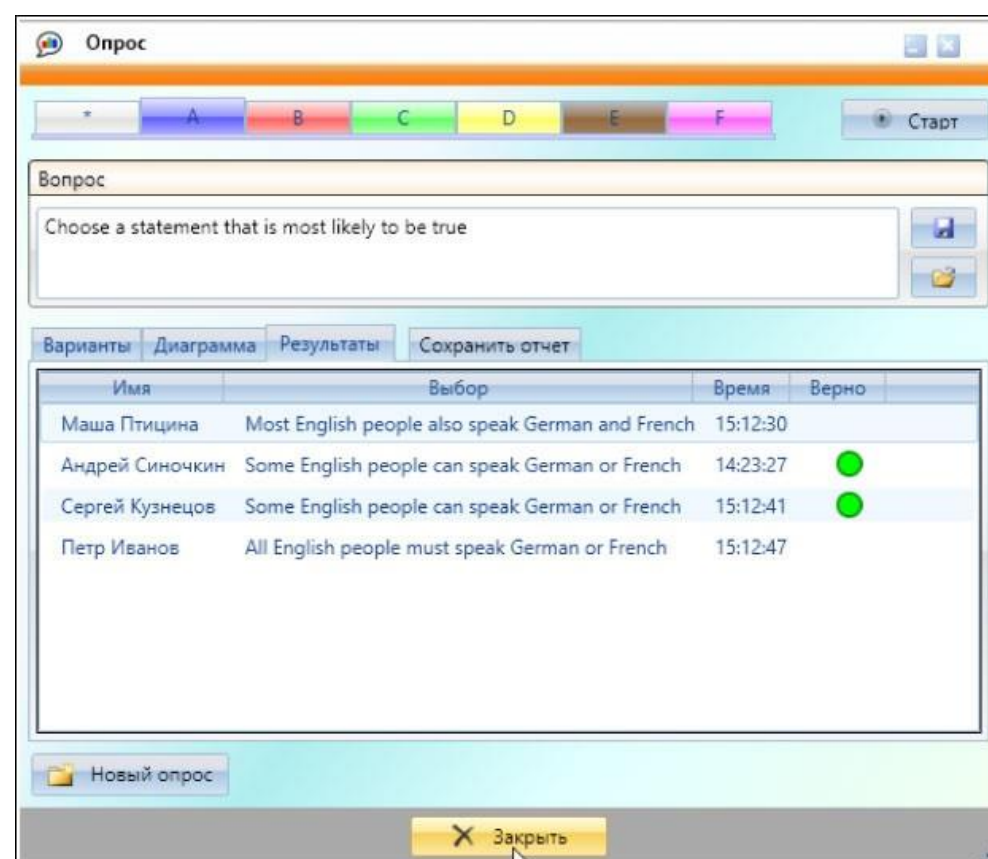 Опрос
* A B C D E F Старт
Вопрос
Choose a statement that is most likely to be true
Варианты Диаграмма Результаты Сохранить отчет
Имя Выбор Время Верно
Маша Птицина Most English people also speak German and French 15:12:30
Андрей Синочкин Some English people can speak German or French 14:23:27
Сергей Кузнецов Some English people can speak German or French 15:12:41
Петр Иванов All English people must speak German or French 15:12:47
Новый опрос
Закрыть